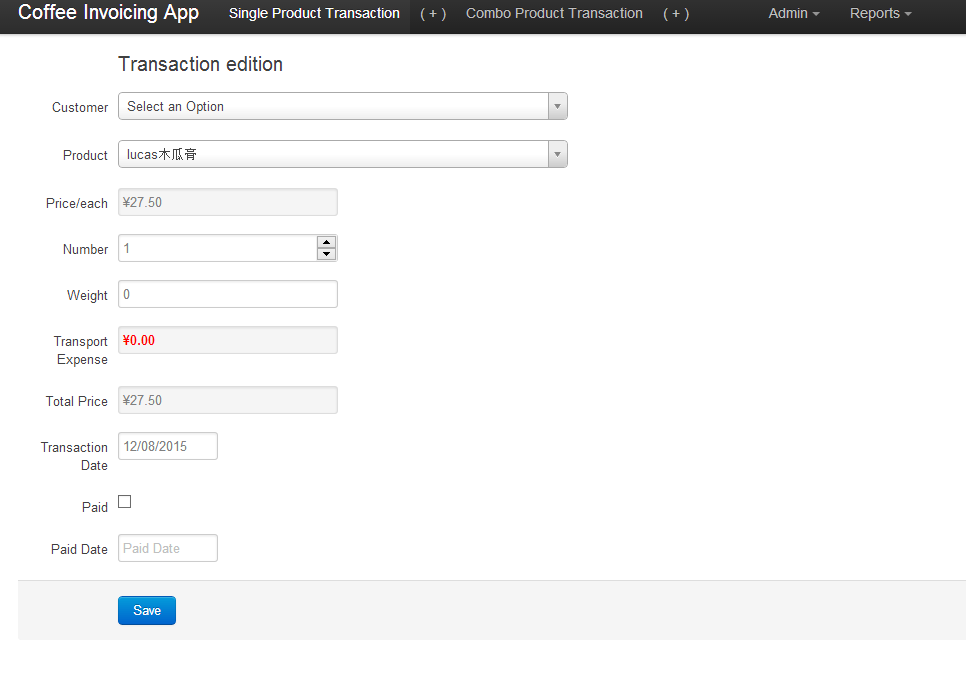 Coffee Invoicing App Single Product Transaction ( + ) Combo Product Transaction ( + ) Admin Reports
Transaction edition
Customer Select an Option
Product lucas木瓜膏
Price/each ¥27.50
Number 1
Weight 0
Transport Expense ¥0.00
Total Price ¥27.50
Transaction Date 12/08/2015
Paid
Paid Date Paid Date
Save